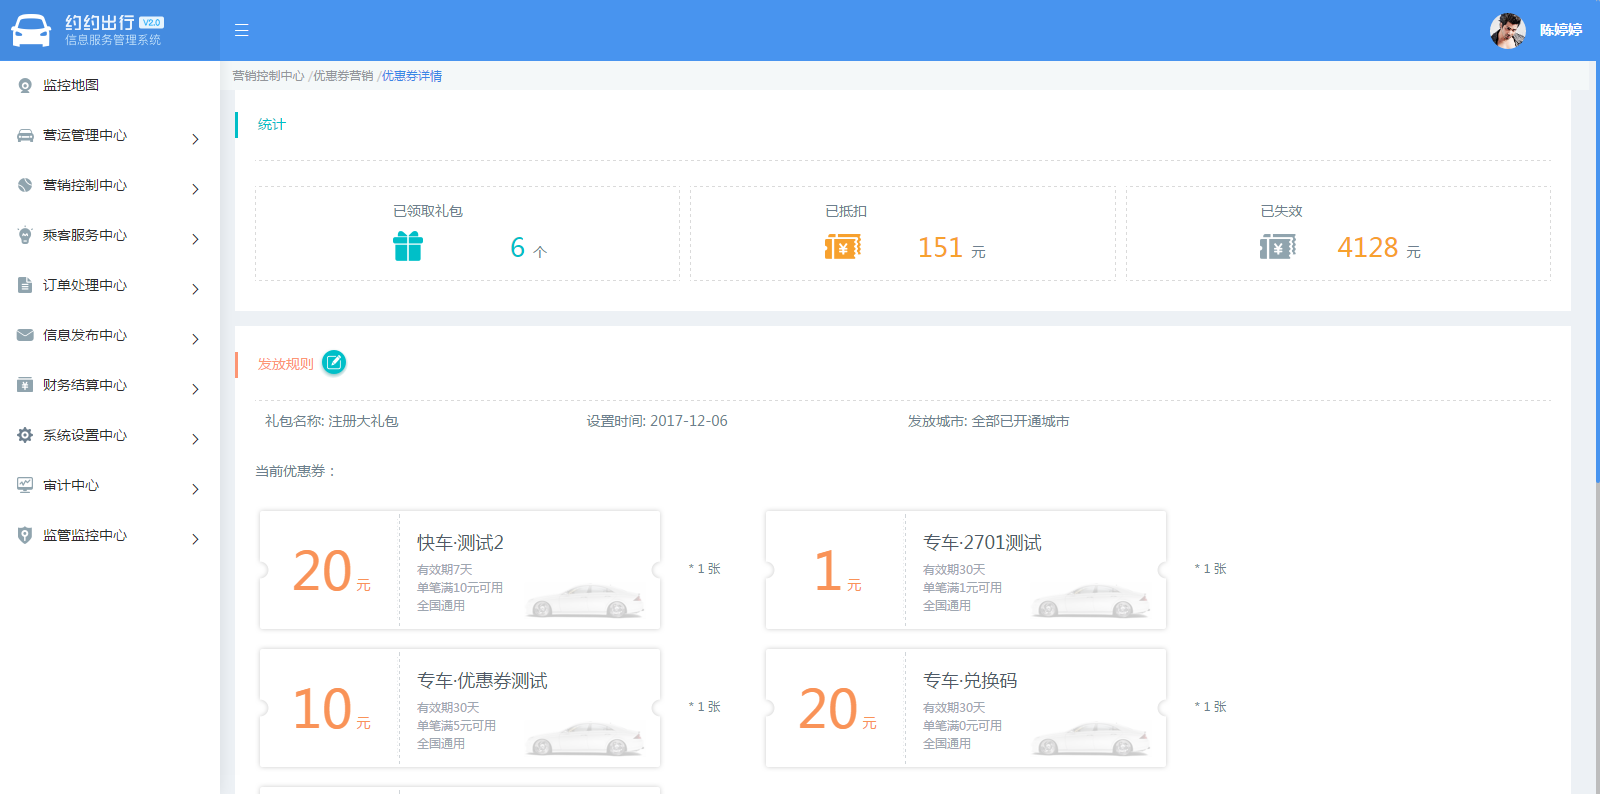 约约出行 V2.0
信息服务管理系统
陈婷婷
监控地图
营运管理中心
营销控制中心
乘客服务中心
订单处理中心
信息发布中心
财务结算中心
系统设置中心
审计中心
监管监控中心
营销控制中心 /优惠券营销 /优惠券详情
统计
已领取礼包
6 个
已抵扣
151 元
已失效
4128 元
发放规则
礼包名称: 注册大礼包
设置时间: 2017-12-06
发放城市: 全部已开通城市
当前优惠券：
20 元
快车·测试2
有效期7天
单笔满10元可用
全国通用
* 1 张
1 元
专车·2701测试
有效期30天
单笔满1元可用
全国通用
* 1 张
10 元
专车·优惠券测试
有效期30天
单笔满5元可用
全国通用
* 1 张
20 元
专车·兑换码
有效期30天
单笔满0元可用
全国通用
* 1 张